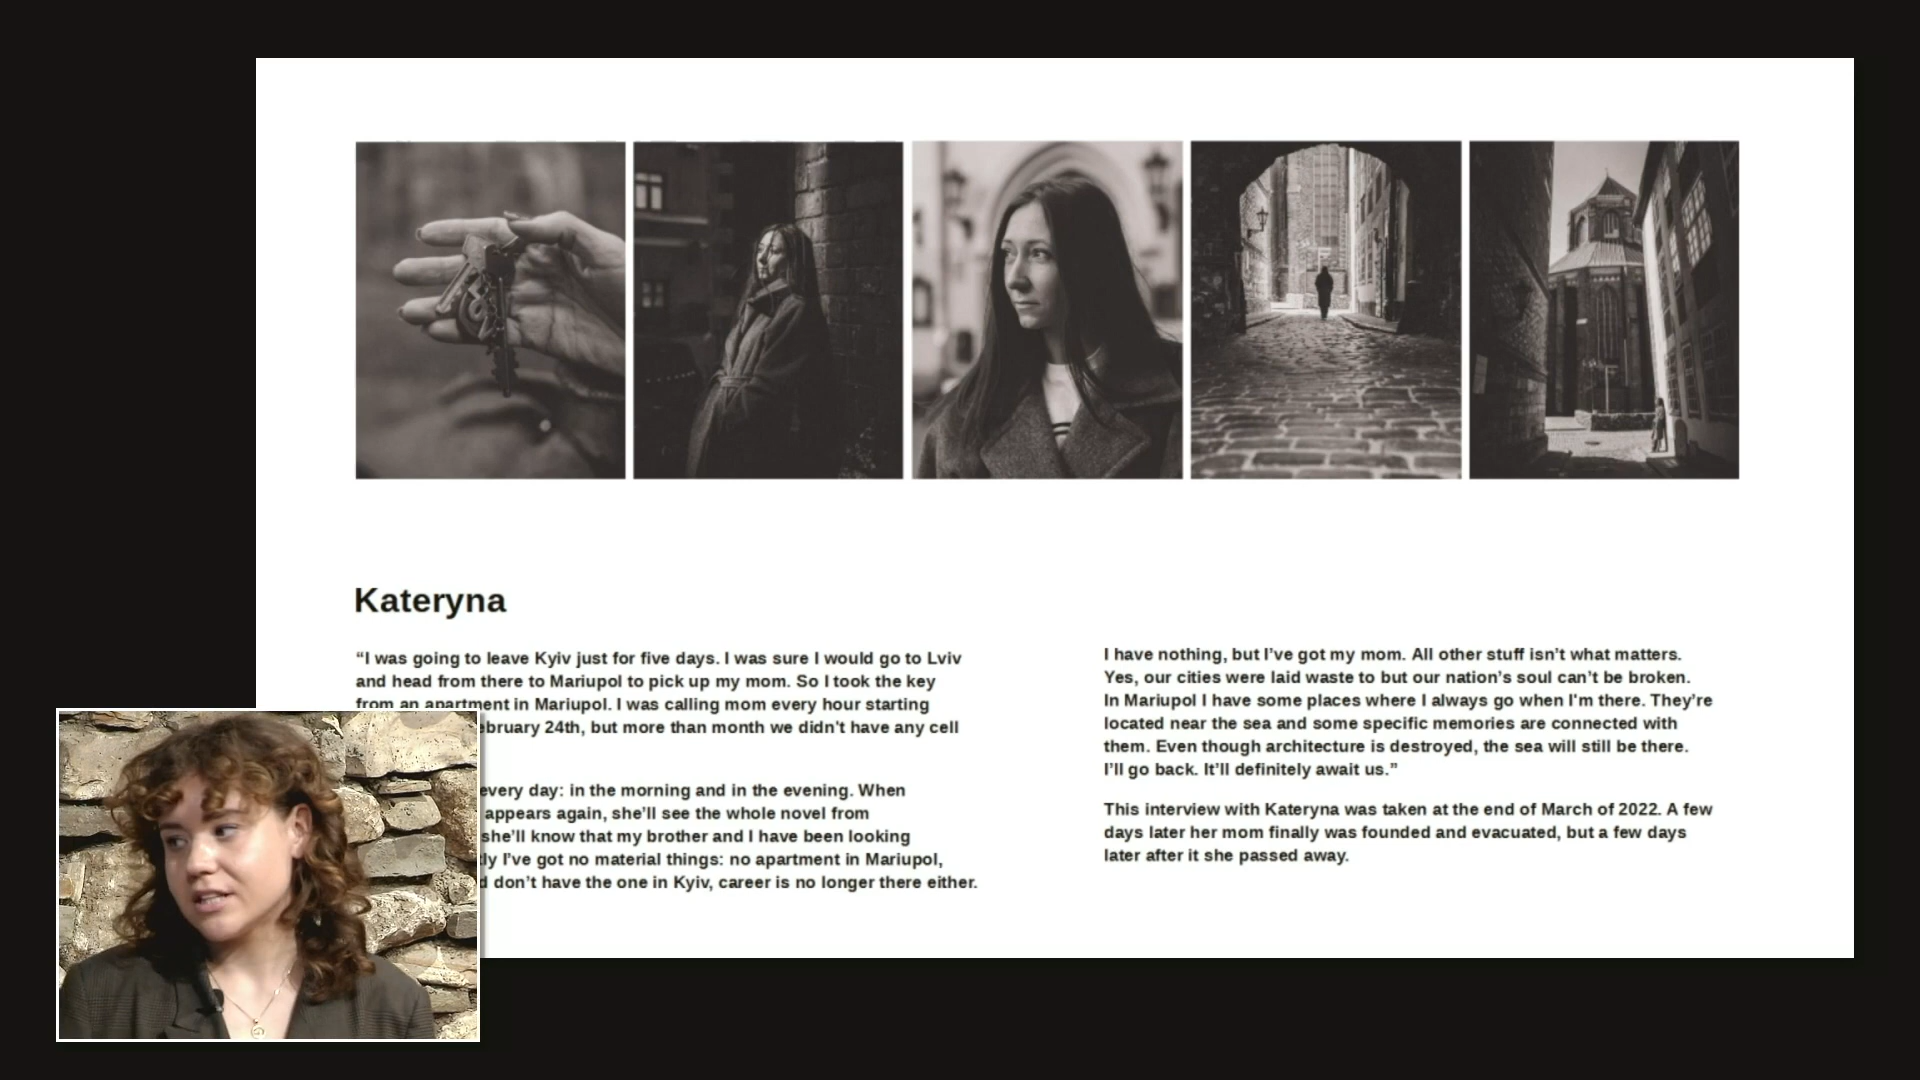 Kateryna
“I was going to leave Kyiv just for five days. I was sure I would go to Lviv
and head from there to Mariupol to pick up my mom. So I took the key
from an apartment in Mariupol. I was calling mom every hour starting
ebruary 24th, but more than month we didn't have any cell
every day: in the morning and in the evening. When
appears again, she’ll see the whole novel from
she’ll know that my brother and I have been looking
I’ve got no material things: no apartment in Mariupol,
don’t have the one in Kyiv, career is no longer there either.
I have nothing, but I’ve got my mom. All other stuff isn’t what matters.
Yes, our cities were laid waste to but our nation’s soul can’t be broken.
In Mariupol I have some places where I always go when I'm there. They’re
located near the sea and some specific memories are connected with
them. Even though architecture is destroyed, the sea will still be there.
I’ll go back. It’ll definitely await us.”
This interview with Kateryna was taken at the end of March of 2022. A few
days later her mom finally was founded and evacuated, but a few days
later after it she passed away.